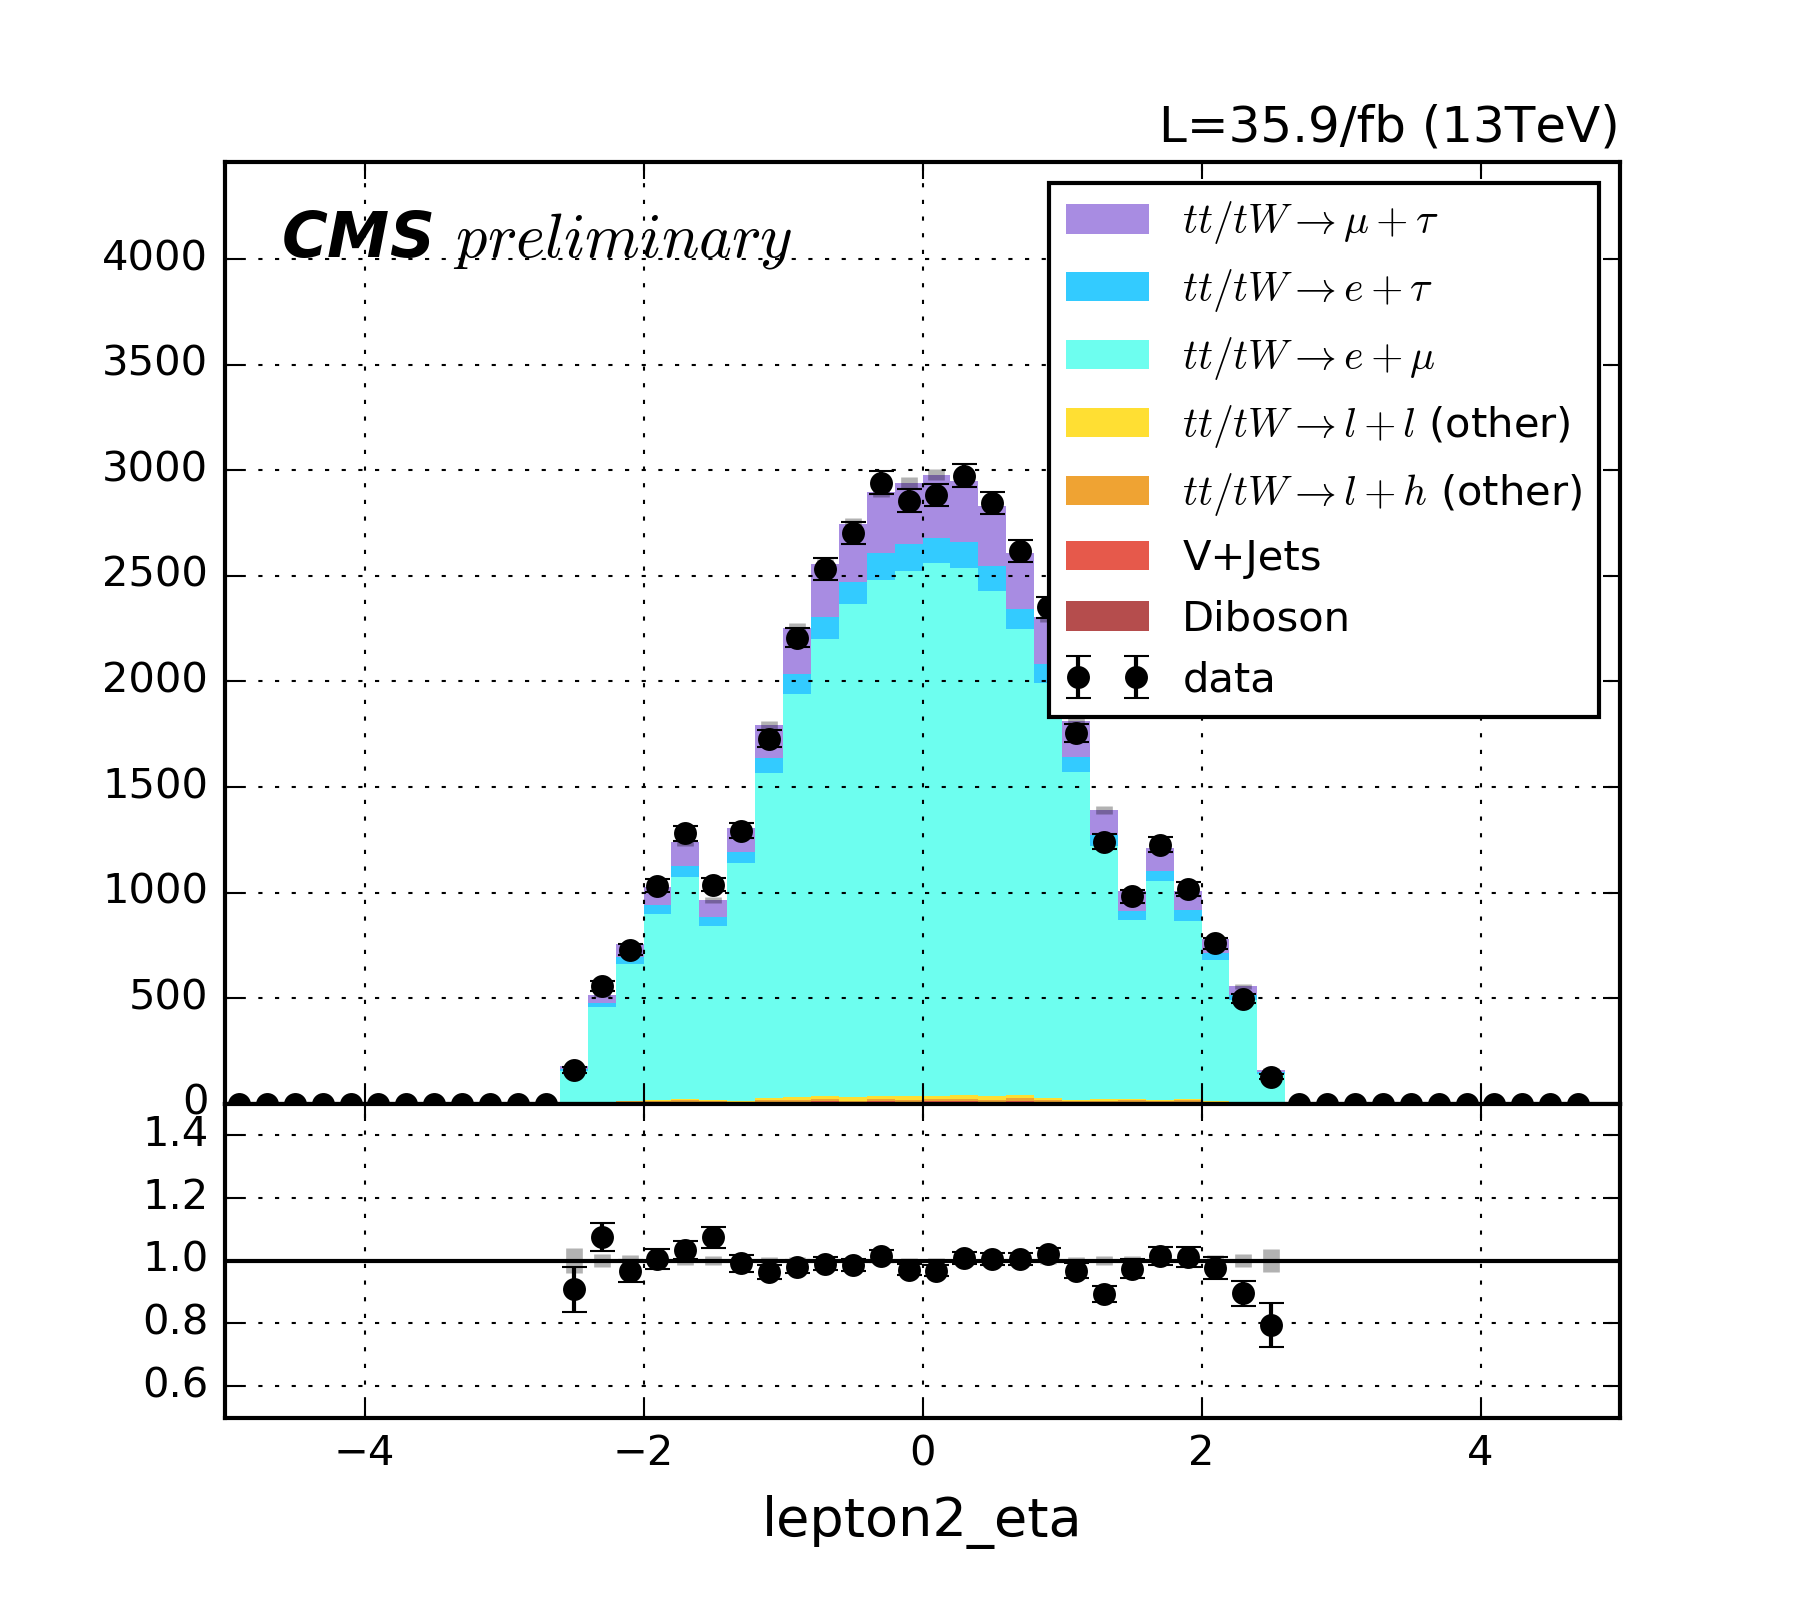 L=35.9/fb (13TeV)
CMS preliminary
tt/tW→μ+τ
tt/tW→e+τ
tt/tW→e+μ
tt/tW→l+l (other)
tt/tW→l+h (other)
V+Jets
Diboson
data
4000
3500
3000
2500
2000
1500
1000
500
0
1.4
1.2
1.0
0.8
0.6
−4 −2 0 2 4
lepton2_eta